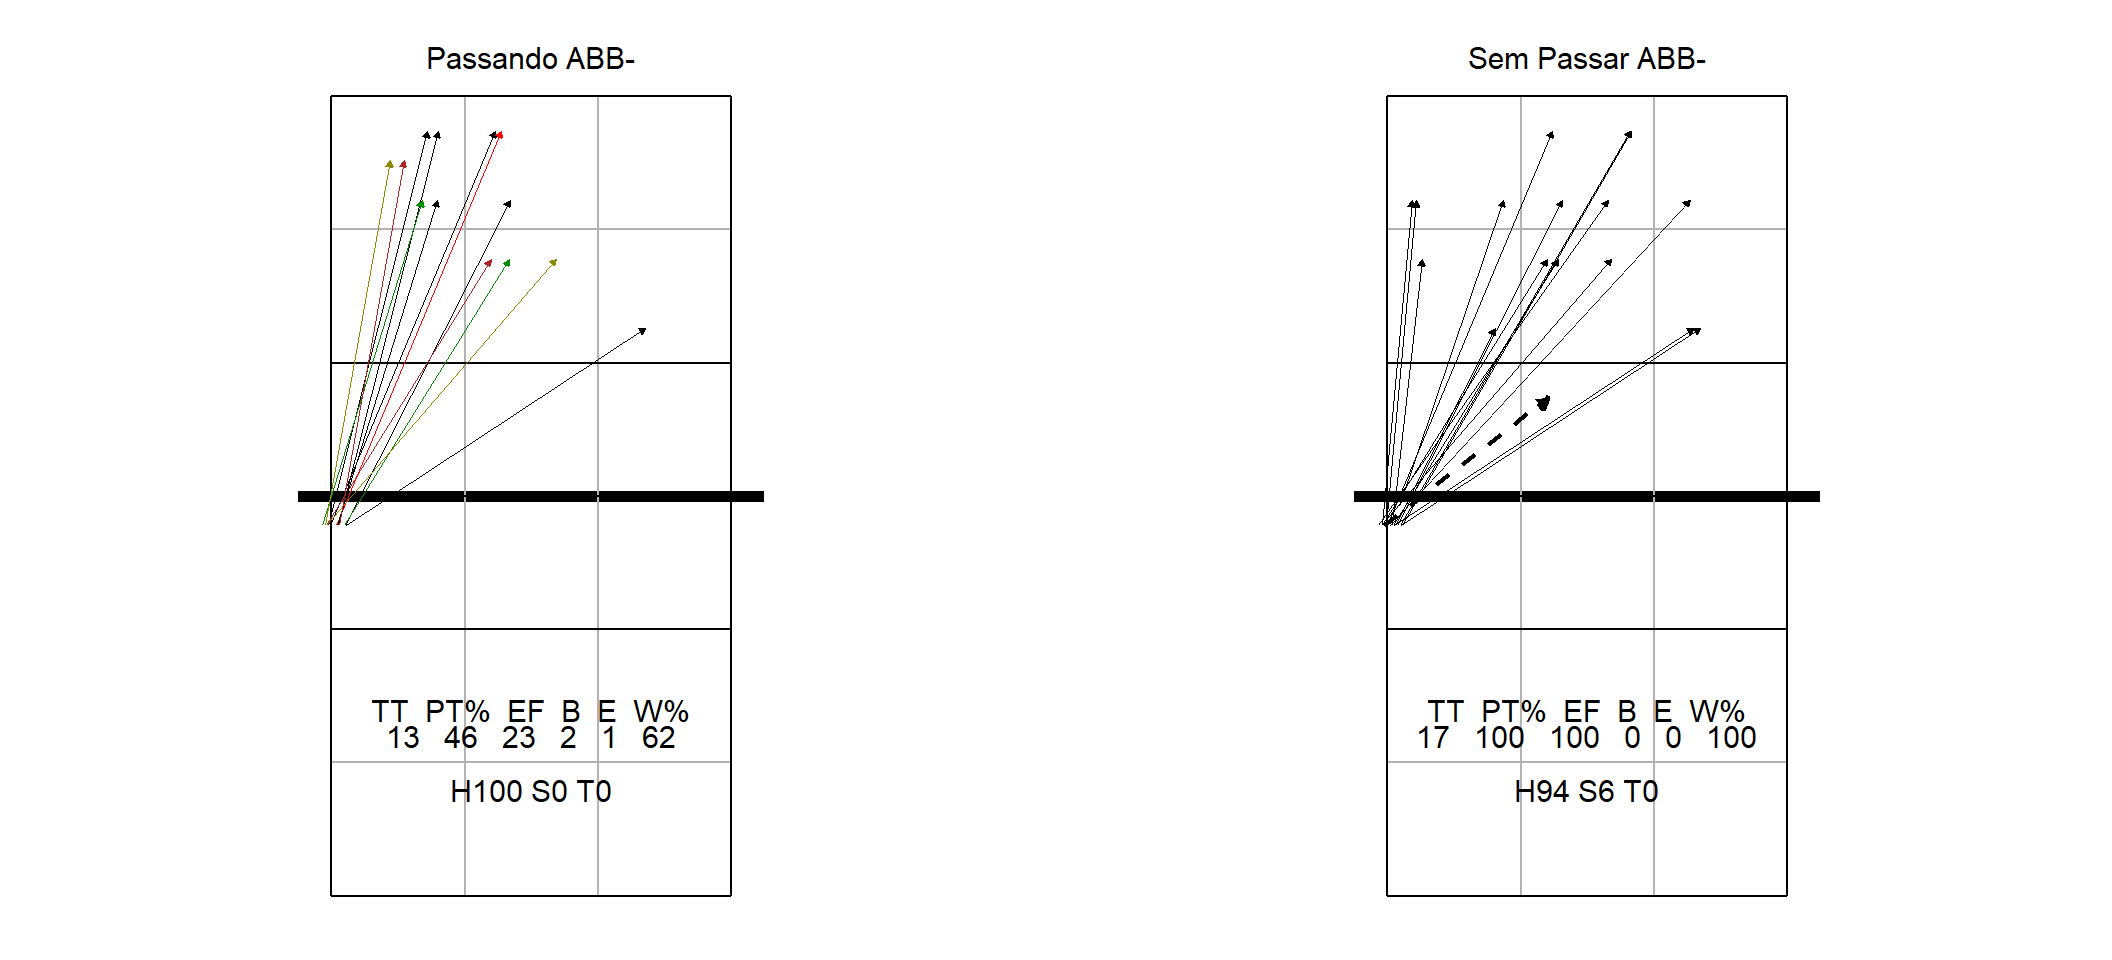 Passando ABB-
TT PT% EF B E W%
13 46 23 2 1 62
H100 S0 T0
Sem Passar ABB-
TT PT% EF B E W%
17 100 100 0 0 100
H94 S6 T0